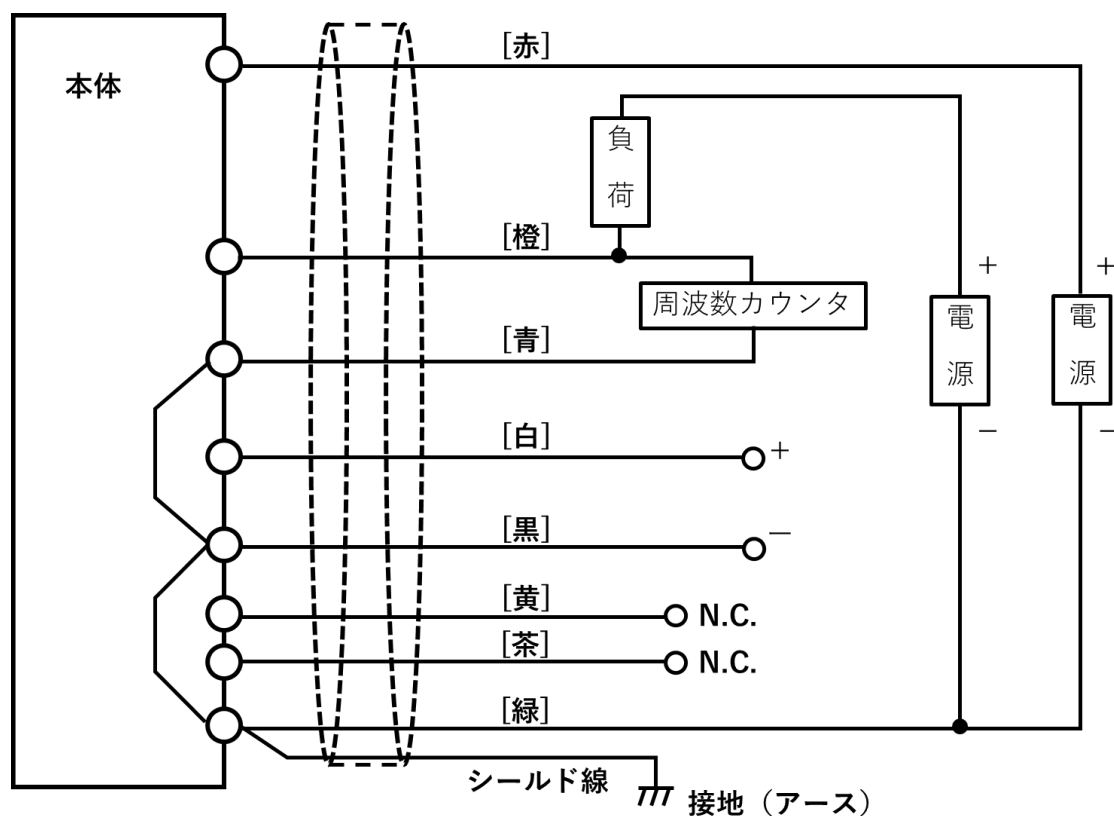 [赤]
本体
負荷
[橙]
周波数カウンタ
＋
＋
電源
電源
[青]
－
－
[白]
＋
[黒]
－
[黄]
N.C.
[茶]
N.C.
[緑]
シールド線
接地（アース）